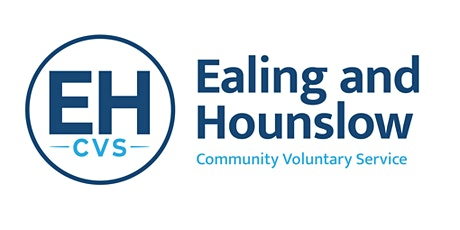 EH
CVS
Ealing and
Hounslow
Community Voluntary Service